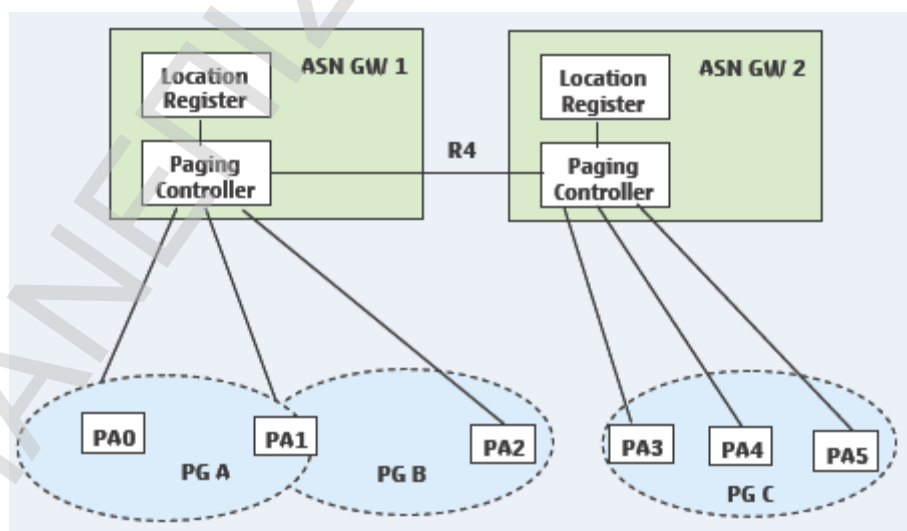 ASN GW 1
Location
Register
Paging
Controller
R4
ASN GW 2
Location
Register
Paging
Controller
PA0
PA1
PA2
PG A
PG B
PA3
PA4
PA5
PG C